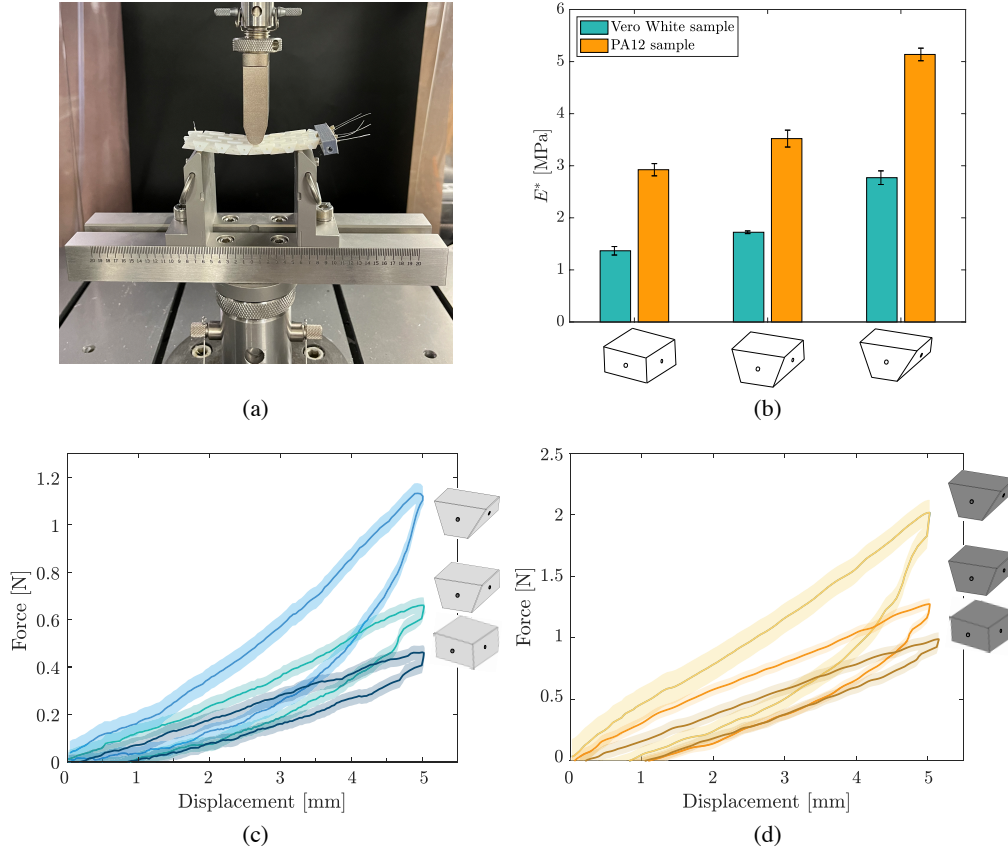 Vero White sample
PA12 sample
6
5
4
3
2
1
0
E* [MPa]
(a)
(b)
1.2
1
0.8
0.6
0.4
0.2
0
Force [N]
0 1 2 3 4 5
Displacement [mm]
(c)
2.5
2
1.5
1
0.5
0
Force [N]
0 1 2 3 4 5
Displacement [mm]
(d)